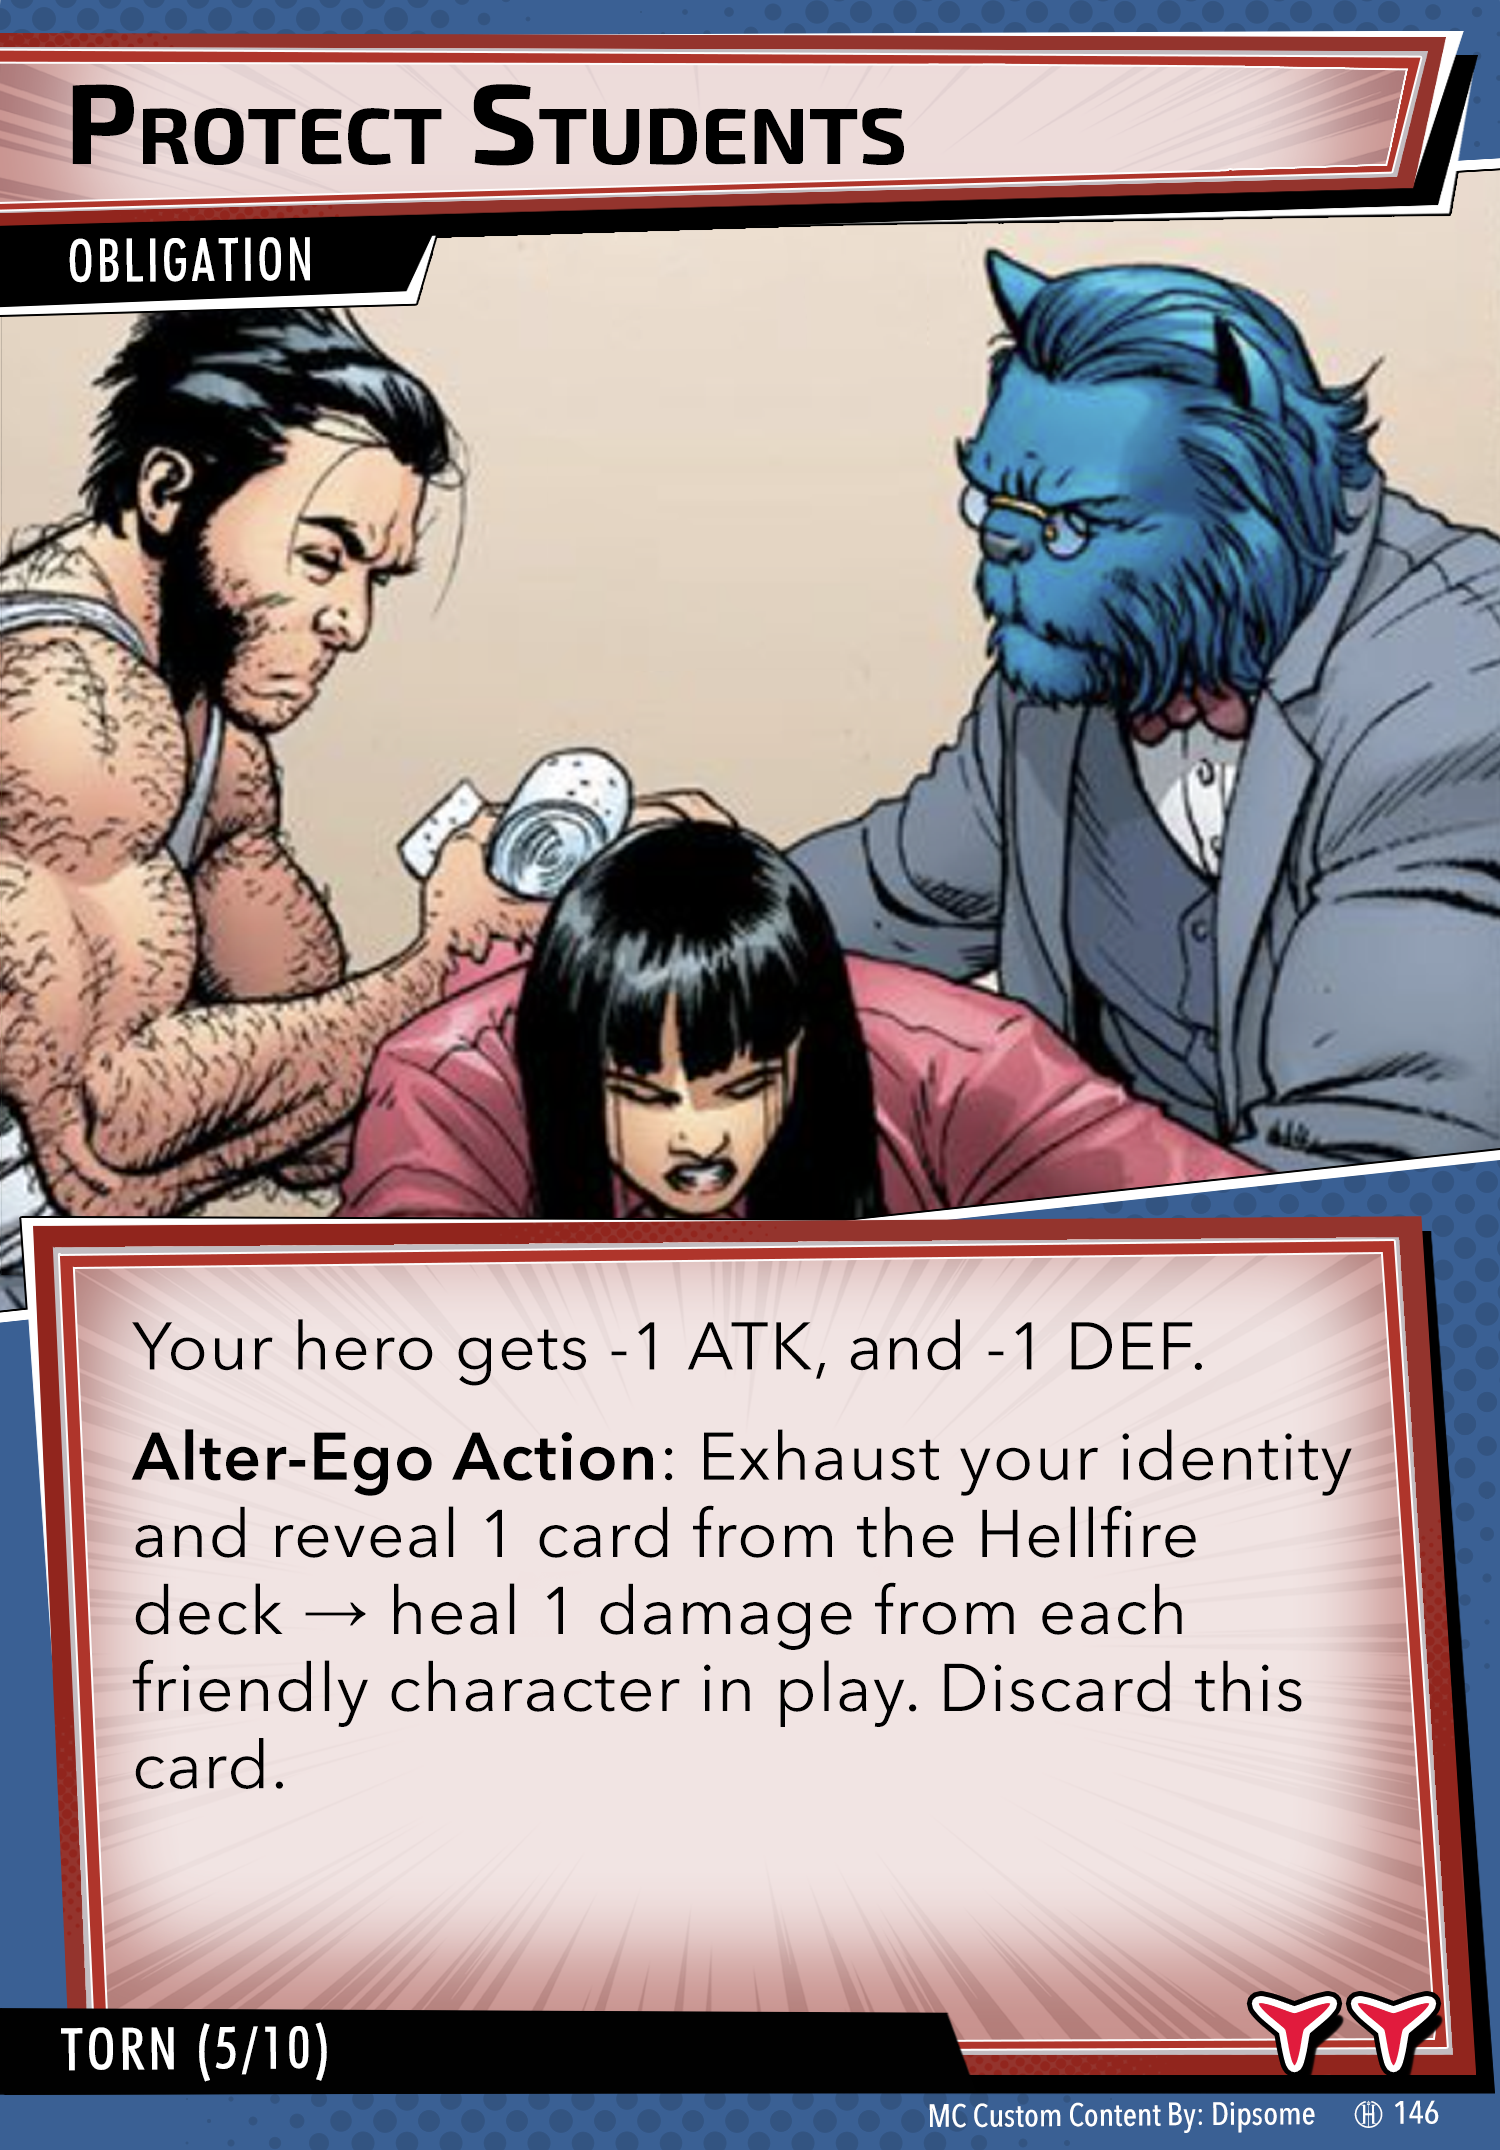 PROTECT STUDENTS
OBLIGATION
Your hero gets -1 ATK, and -1 DEF.
Alter-Ego Action: Exhaust your identity
and reveal 1 card from the Hellfire
deck → heal 1 damage from each
friendly character in play. Discard this
card.
TORN (5/10)
MC Custom Content By: Dipsome 146